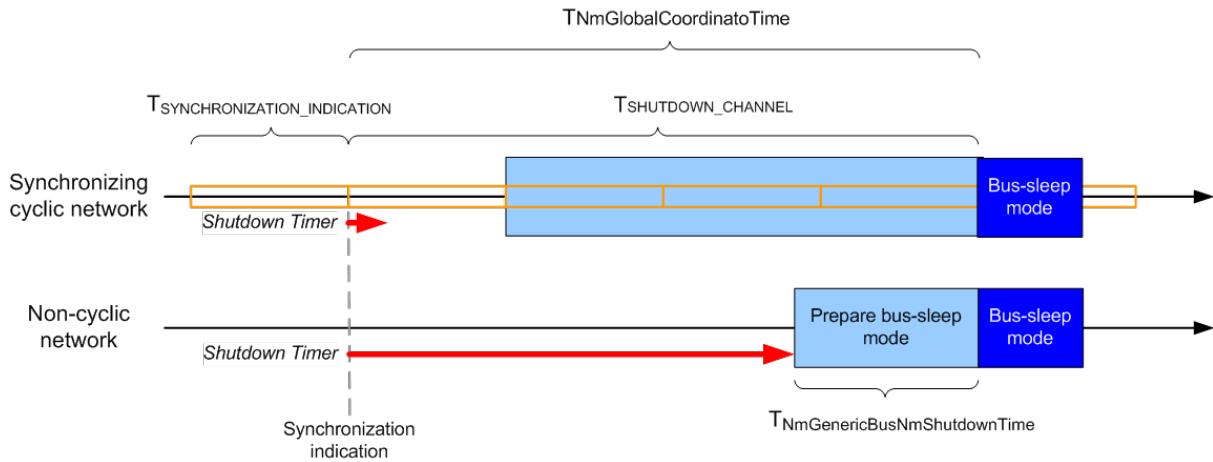 TNmGlobalCoordinatoTime
TSYNCHRONIZATION_INDICATION
TSHUTDOWN_CHANNEL
Synchronizing
cyclic network
Bus-sleep
mode
Shutdown Timer
Non-cyclic
network
Prepare bus-sleep
mode
Bus-sleep
mode
Shutdown Timer
TNmGenericBusNmShutdownTime
Synchronization
indication